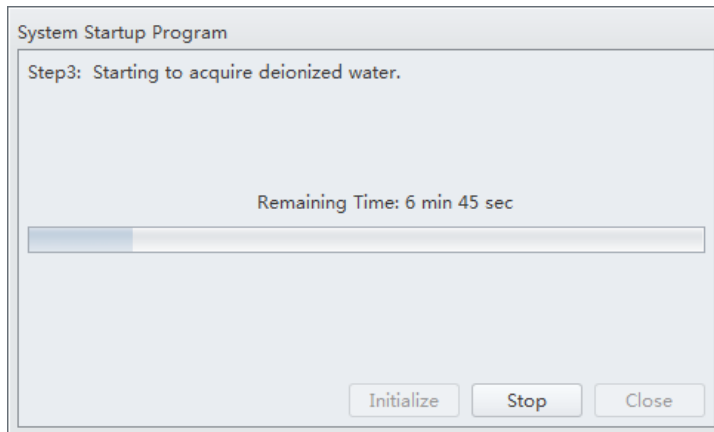 System Startup Program
Step3:  Starting to acquire deionized water.
Remaining Time: 6 min 45 sec
Initialize
Stop
Close